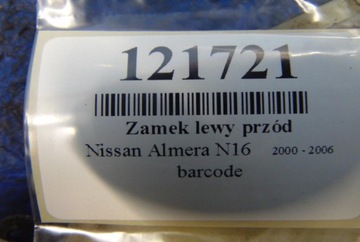 121721
Zamek lewy przód
Nissan Almera N16 2000 - 2006
barcode